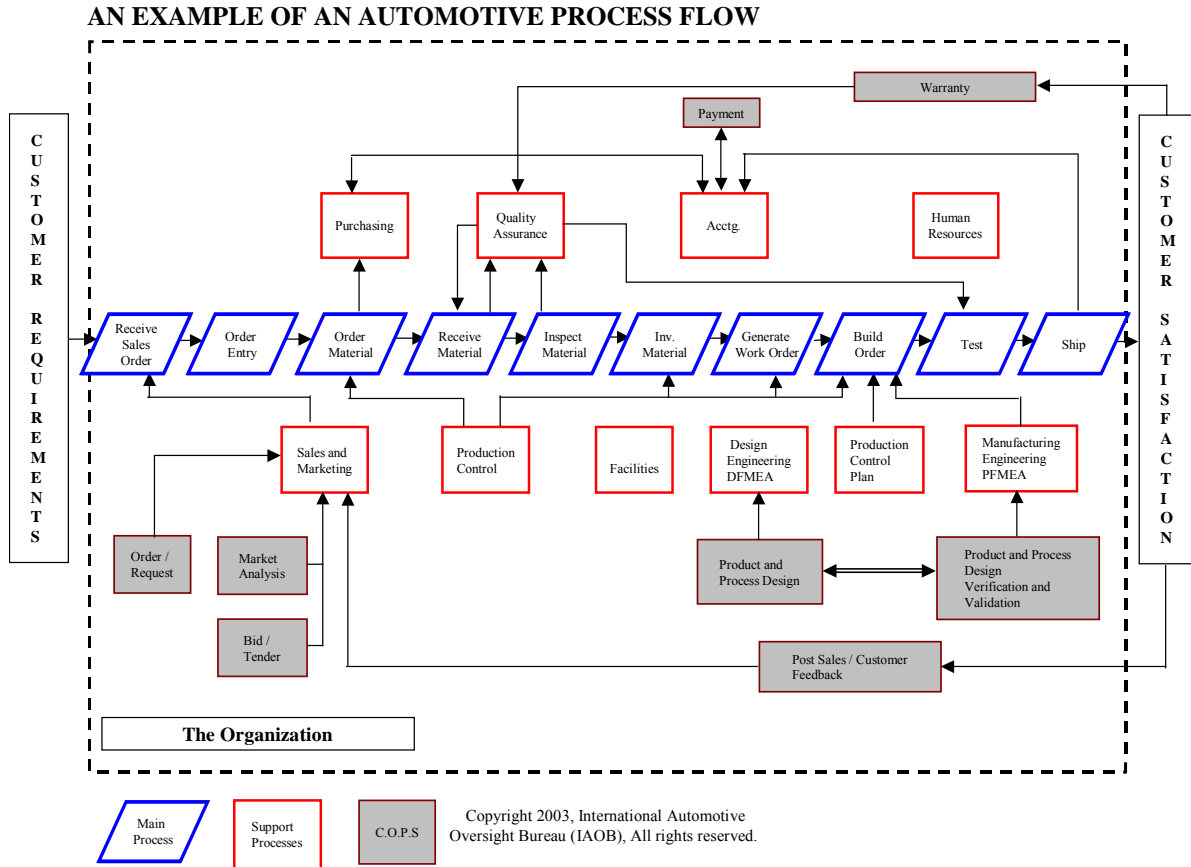 AN EXAMPLE OF AN AUTOMOTIVE PROCESS FLOW
Warranty
Payment
CUSTOMER REQUIREMENTS
CUSTOMER SATISFACTION
Purchasing
Quality
Assurance
Acctg.
Human
Resources
Receive
Sales
Order
Order
Entry
Order
Material
Receive
Material
Inspect
Material
Inv.
Material
Generate
Work Order
Build
Order
Test
Ship
Sales and
Marketing
Production
Control
Facilities
Design
Engineering
DFMEA
Production
Control
Plan
Manufacturing
Engineering
PFMEA
Order /
Request
Market
Analysis
Product and
Process Design
Product and Process
Design
Verification and
Validation
Bid /
Tender
Post Sales / Customer
Feedback
The Organization
Main
Process
Support
Processes
C.O.P.S
Copyright 2003, International Automotive
Oversight Bureau (IAOB), All rights reserved.